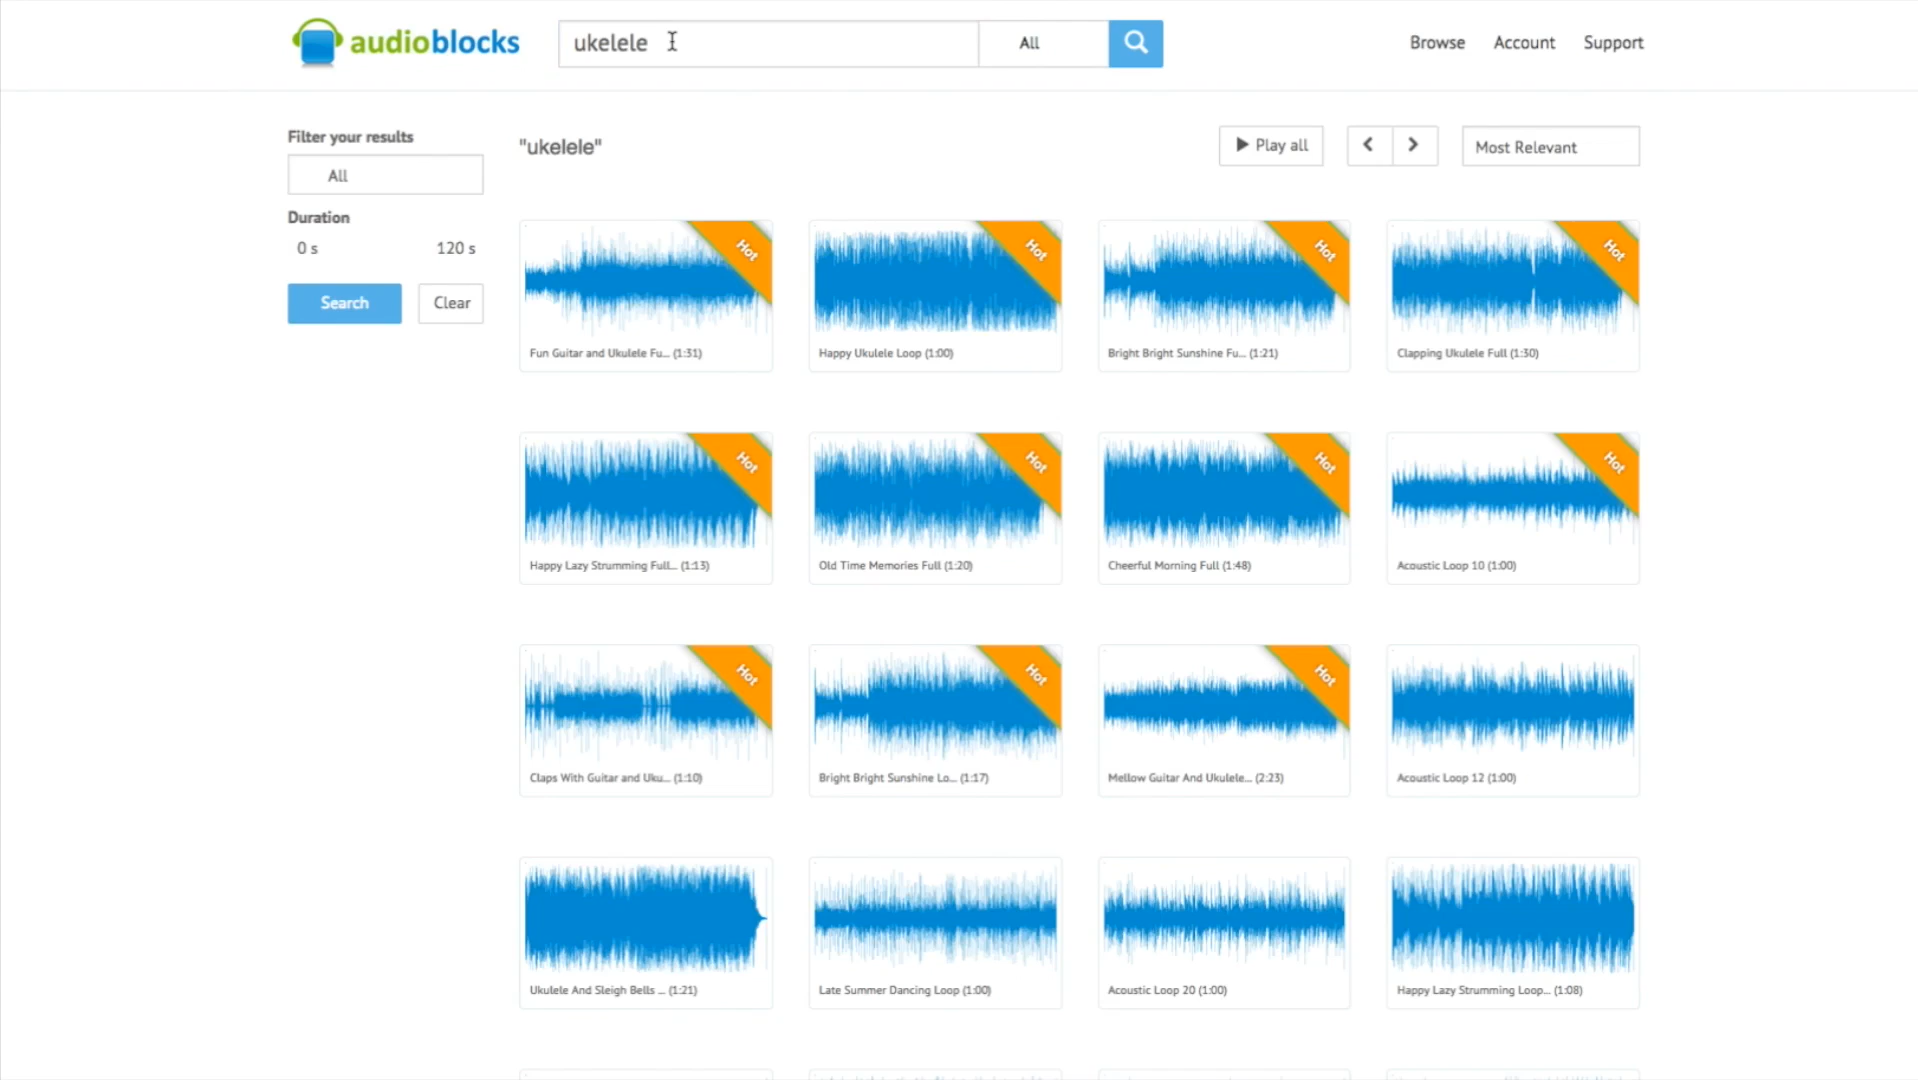 audioblocks
ukelele
All
Browse Account Support
Filter your results
All
Duration
0 s 120 s
Search Clear
"ukelele"
Play all
Most Relevant
Hot
Hot
Hot
Hot
Fun Guitar and Ukulele Fu... (1:31)
Happy Ukulele Loop (1:00)
Bright Bright Sunshine Fu... (1:21)
Clapping Ukulele Full (1:30)
Hot
Hot
Hot
Hot
Happy Lazy Strumming Full... (1:13)
Old Time Memories Full (1:20)
Cheerful Morning Full (1:48)
Acoustic Loop 10 (1:00)
Hot
Hot
Hot
Claps With Guitar and Uku... (1:10)
Bright Bright Sunshine Lo... (1:17)
Mellow Guitar And Ukulele... (2:23)
Acoustic Loop 12 (1:00)
Ukulele And Sleigh Bells ... (1:21)
Late Summer Dancing Loop (1:00)
Acoustic Loop 20 (1:00)
Happy Lazy Strumming Loop... (1:08)